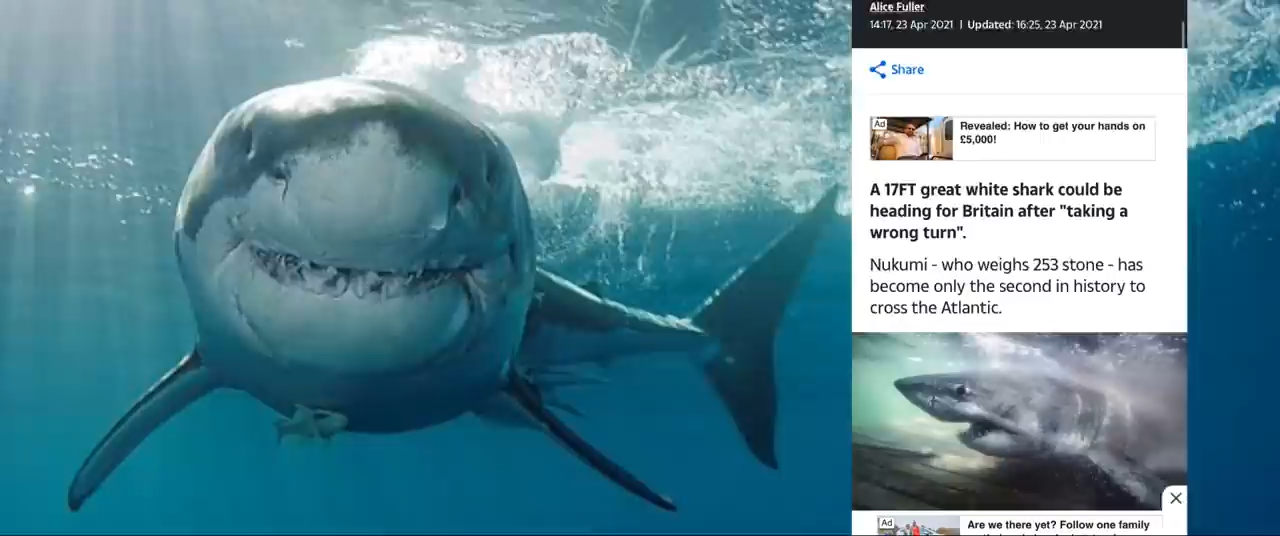 Alice Fuller
14:17, 23 Apr 2021 | Updated: 16:25, 23 Apr 2021
Share
Ad
Revealed: How to get your hands on
£5,000!
A 17FT great white shark could be
heading for Britain after "taking a
wrong turn".
Nukumi - who weighs 253 stone - has
become only the second in history to
cross the Atlantic.
Ad
Are we there yet? Follow one family